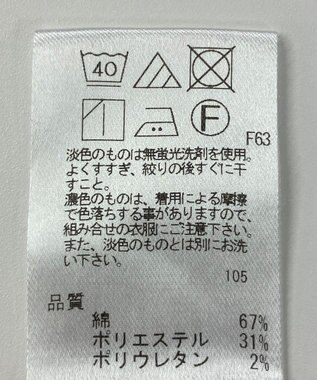 40
F
F63
淡色のものは無蛍光洗剤を使用。
よくすすぎ、絞りの後すぐに干
すこと。
濃色のものは、着用による摩擦
で色落ちする事がありますので、
組み合せの衣服にご注意下さい。
また、淡色のものとは別にお洗
い下さい。
105
品質
綿 67%
ポリエステル 31%
ポリウレタン 2%